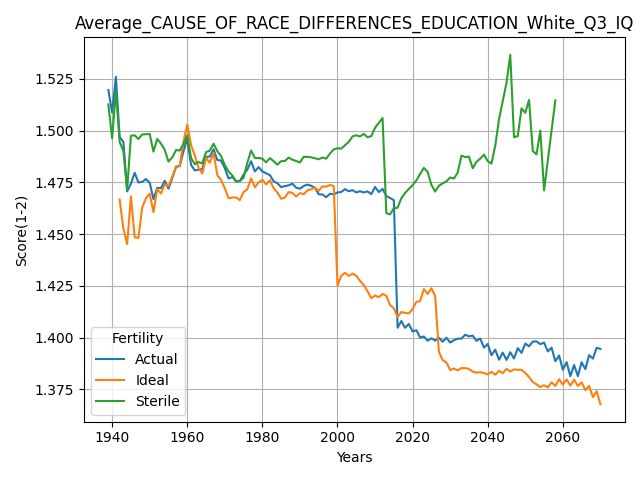 Average_CAUSE_OF_RACE_DIFFERENCES_EDUCATION_White_Q3_IQ
Score(1-2)
1.525
1.500
1.475
1.450
1.425
1.400
1.375
Fertility
Actual
Ideal
Sterile
1940 1960 1980 2000 2020 2040 2060
Years